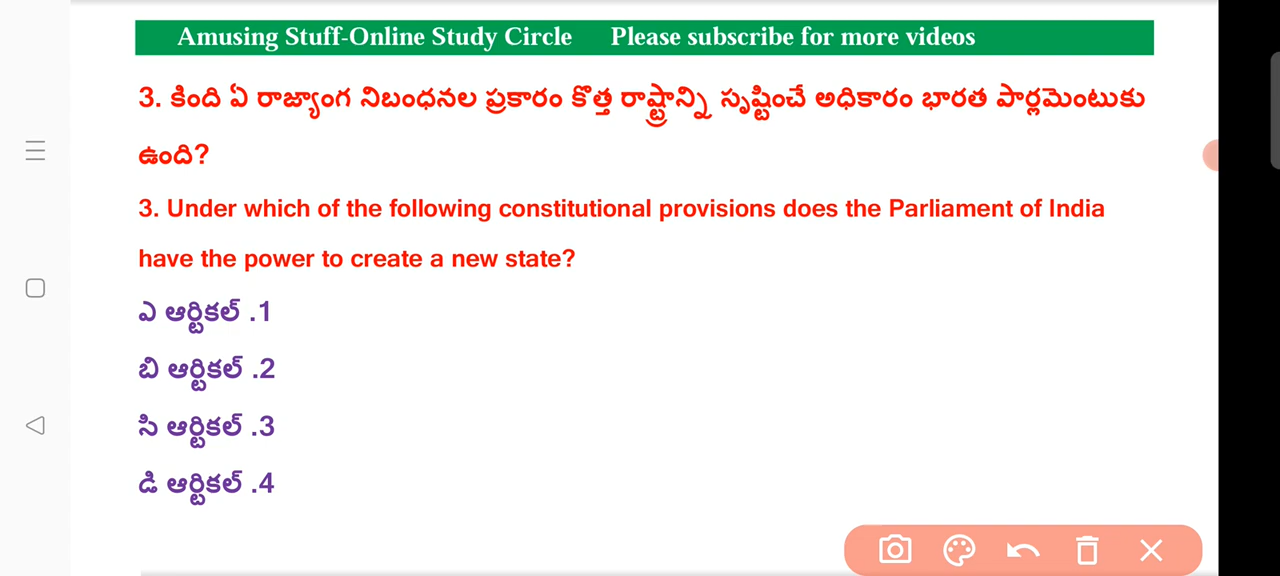 Amusing Stuff-Online Study Circle Please subscribe for more videos
3. కింది ఏ రాజ్యాంగ నిబంధనల ప్రకారం కొత్త రాష్ట్రాన్ని సృష్టించే అధికారం భారత పార్లమెంటుకు
ఉంది?
3. Under which of the following constitutional provisions does the Parliament of India
have the power to create a new state?
ఎ ఆర్టికల్ .1
బి ఆర్టికల్ .2
సి ఆర్టికల్ .3
డి ఆర్టికల్ .4